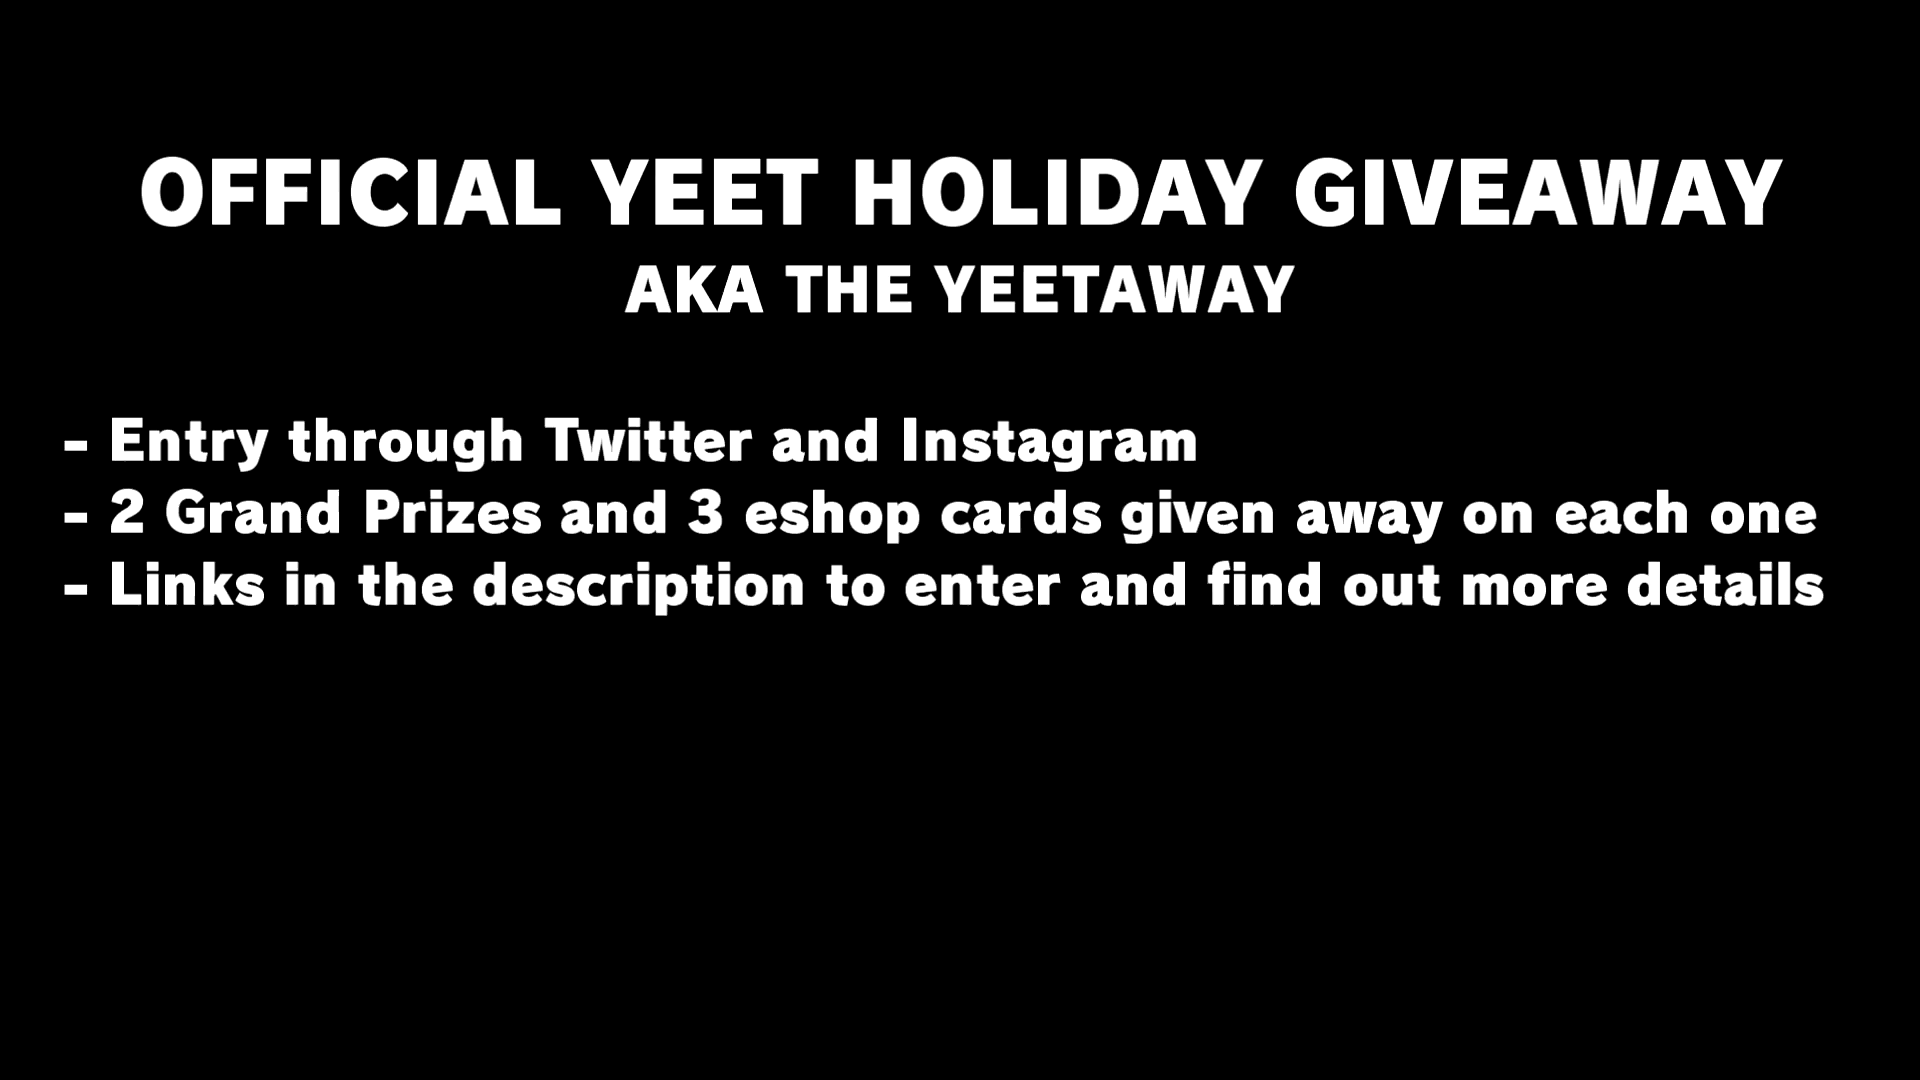 OFFICIAL YEET HOLIDAY GIVEAWAY
AKA THE YEETAWAY
- Entry through Twitter and Instagram
- 2 Grand Prizes and 3 eshop cards given away on each one
- Links in the description to enter and find out more details